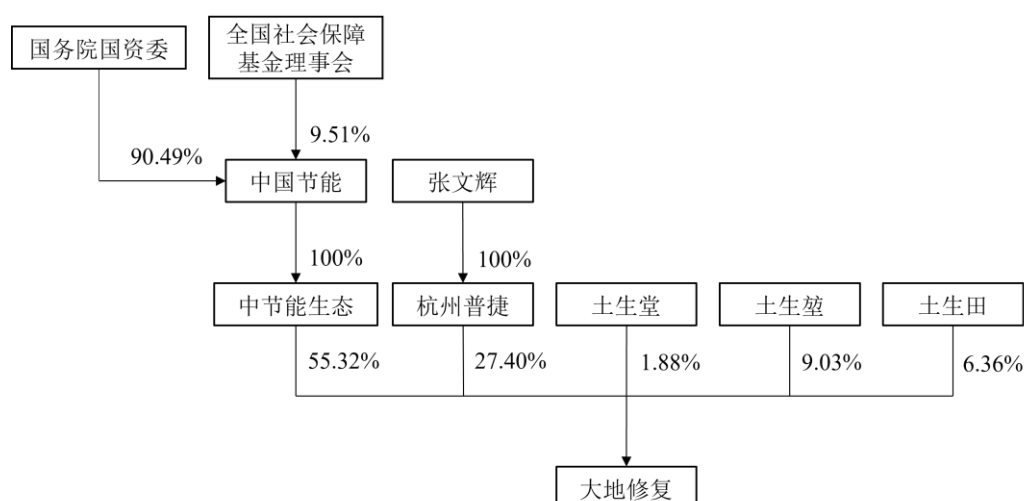 国务院国资委
全国社会保障
基金理事会
9.51%
90.49%
中国节能
张文辉
100%
100%
中节能生态
杭州普捷
土生堂
土生堃
土生田
55.32%
27.40%
1.88%
9.03%
6.36%
大地修复